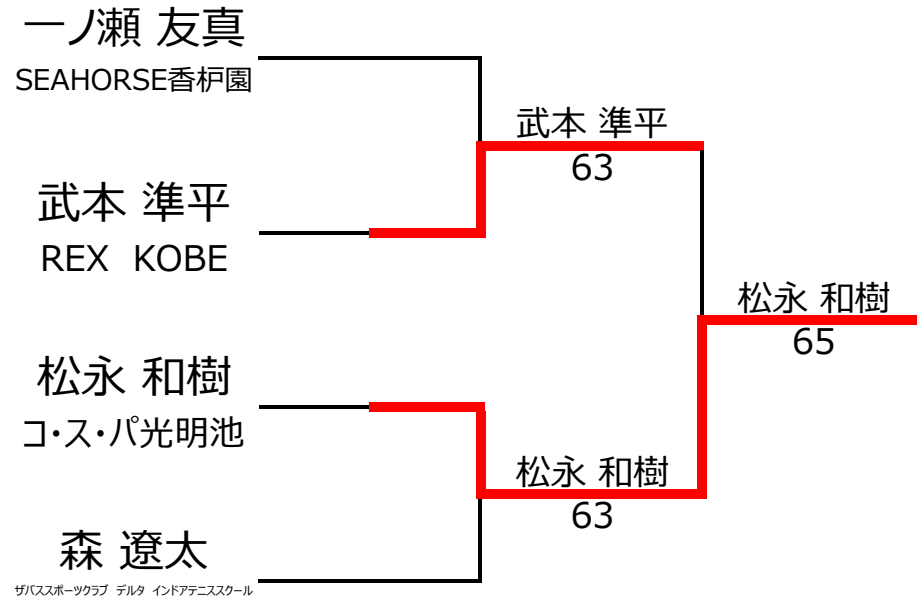 一ノ瀬 友真
SEAHORSE香枦園
武本 準平
63
武本 準平
REX　KOBE
松永 和樹
65
松永 和樹
コ・ス・パ光明池
松永 和樹
63
森 遼太
ザバススポーツクラブ デルタ インドアテニススクール